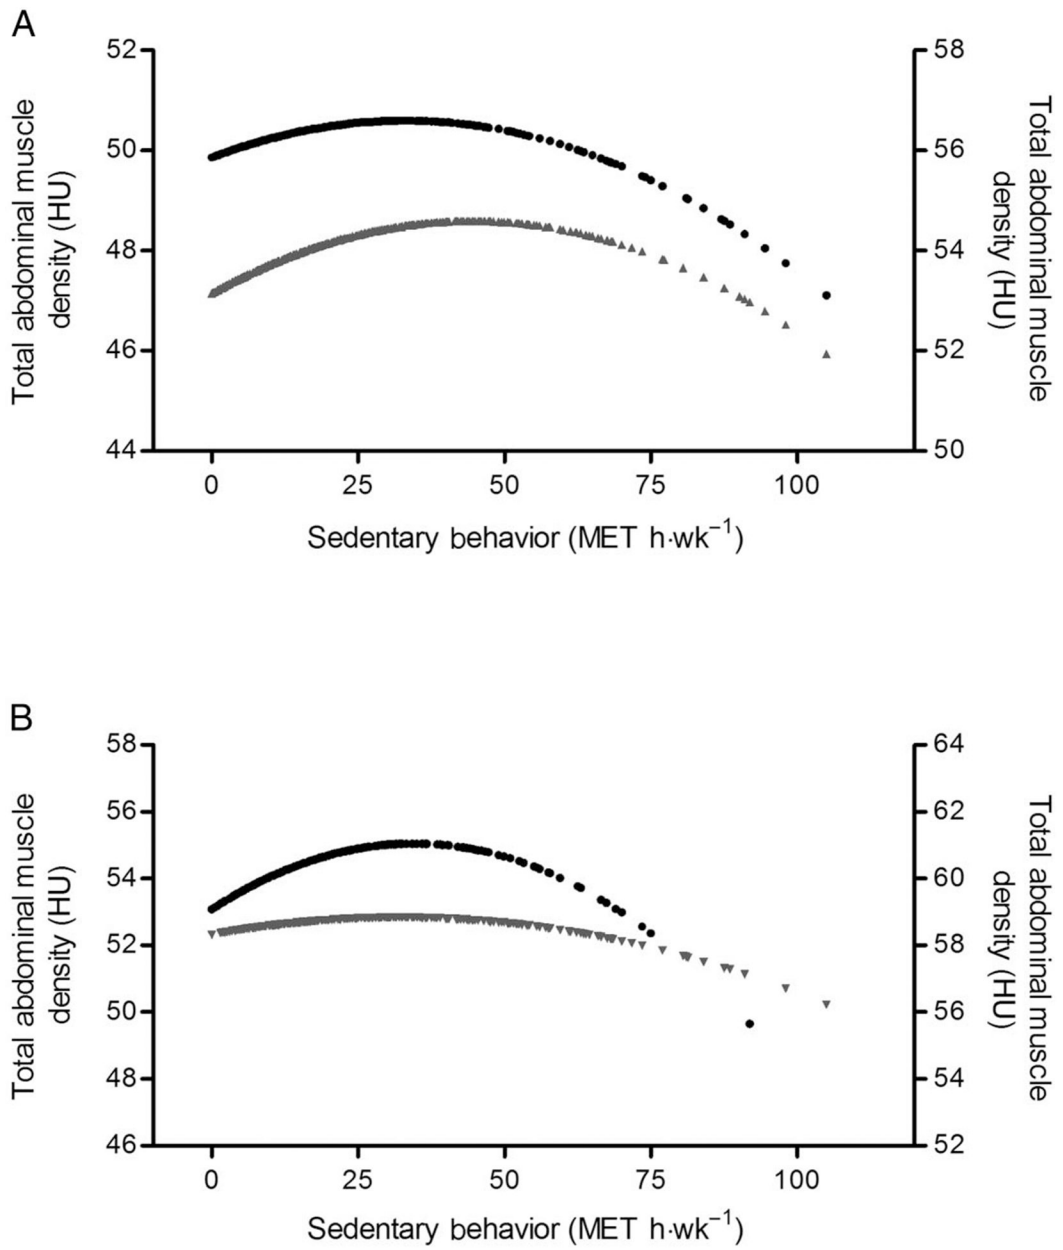 A
52
50
48
46
44
Total abdominal muscle
density (HU)
58
56
54
52
50
Total abdominal muscle
density (HU)
0 25 50 75 100
Sedentary behavior (MET h·wk⁻¹)
B
58
56
54
52
50
48
46
Total abdominal muscle
density (HU)
64
62
60
58
56
54
52
Total abdominal muscle
density (HU)
0 25 50 75 100
Sedentary behavior (MET h·wk⁻¹)